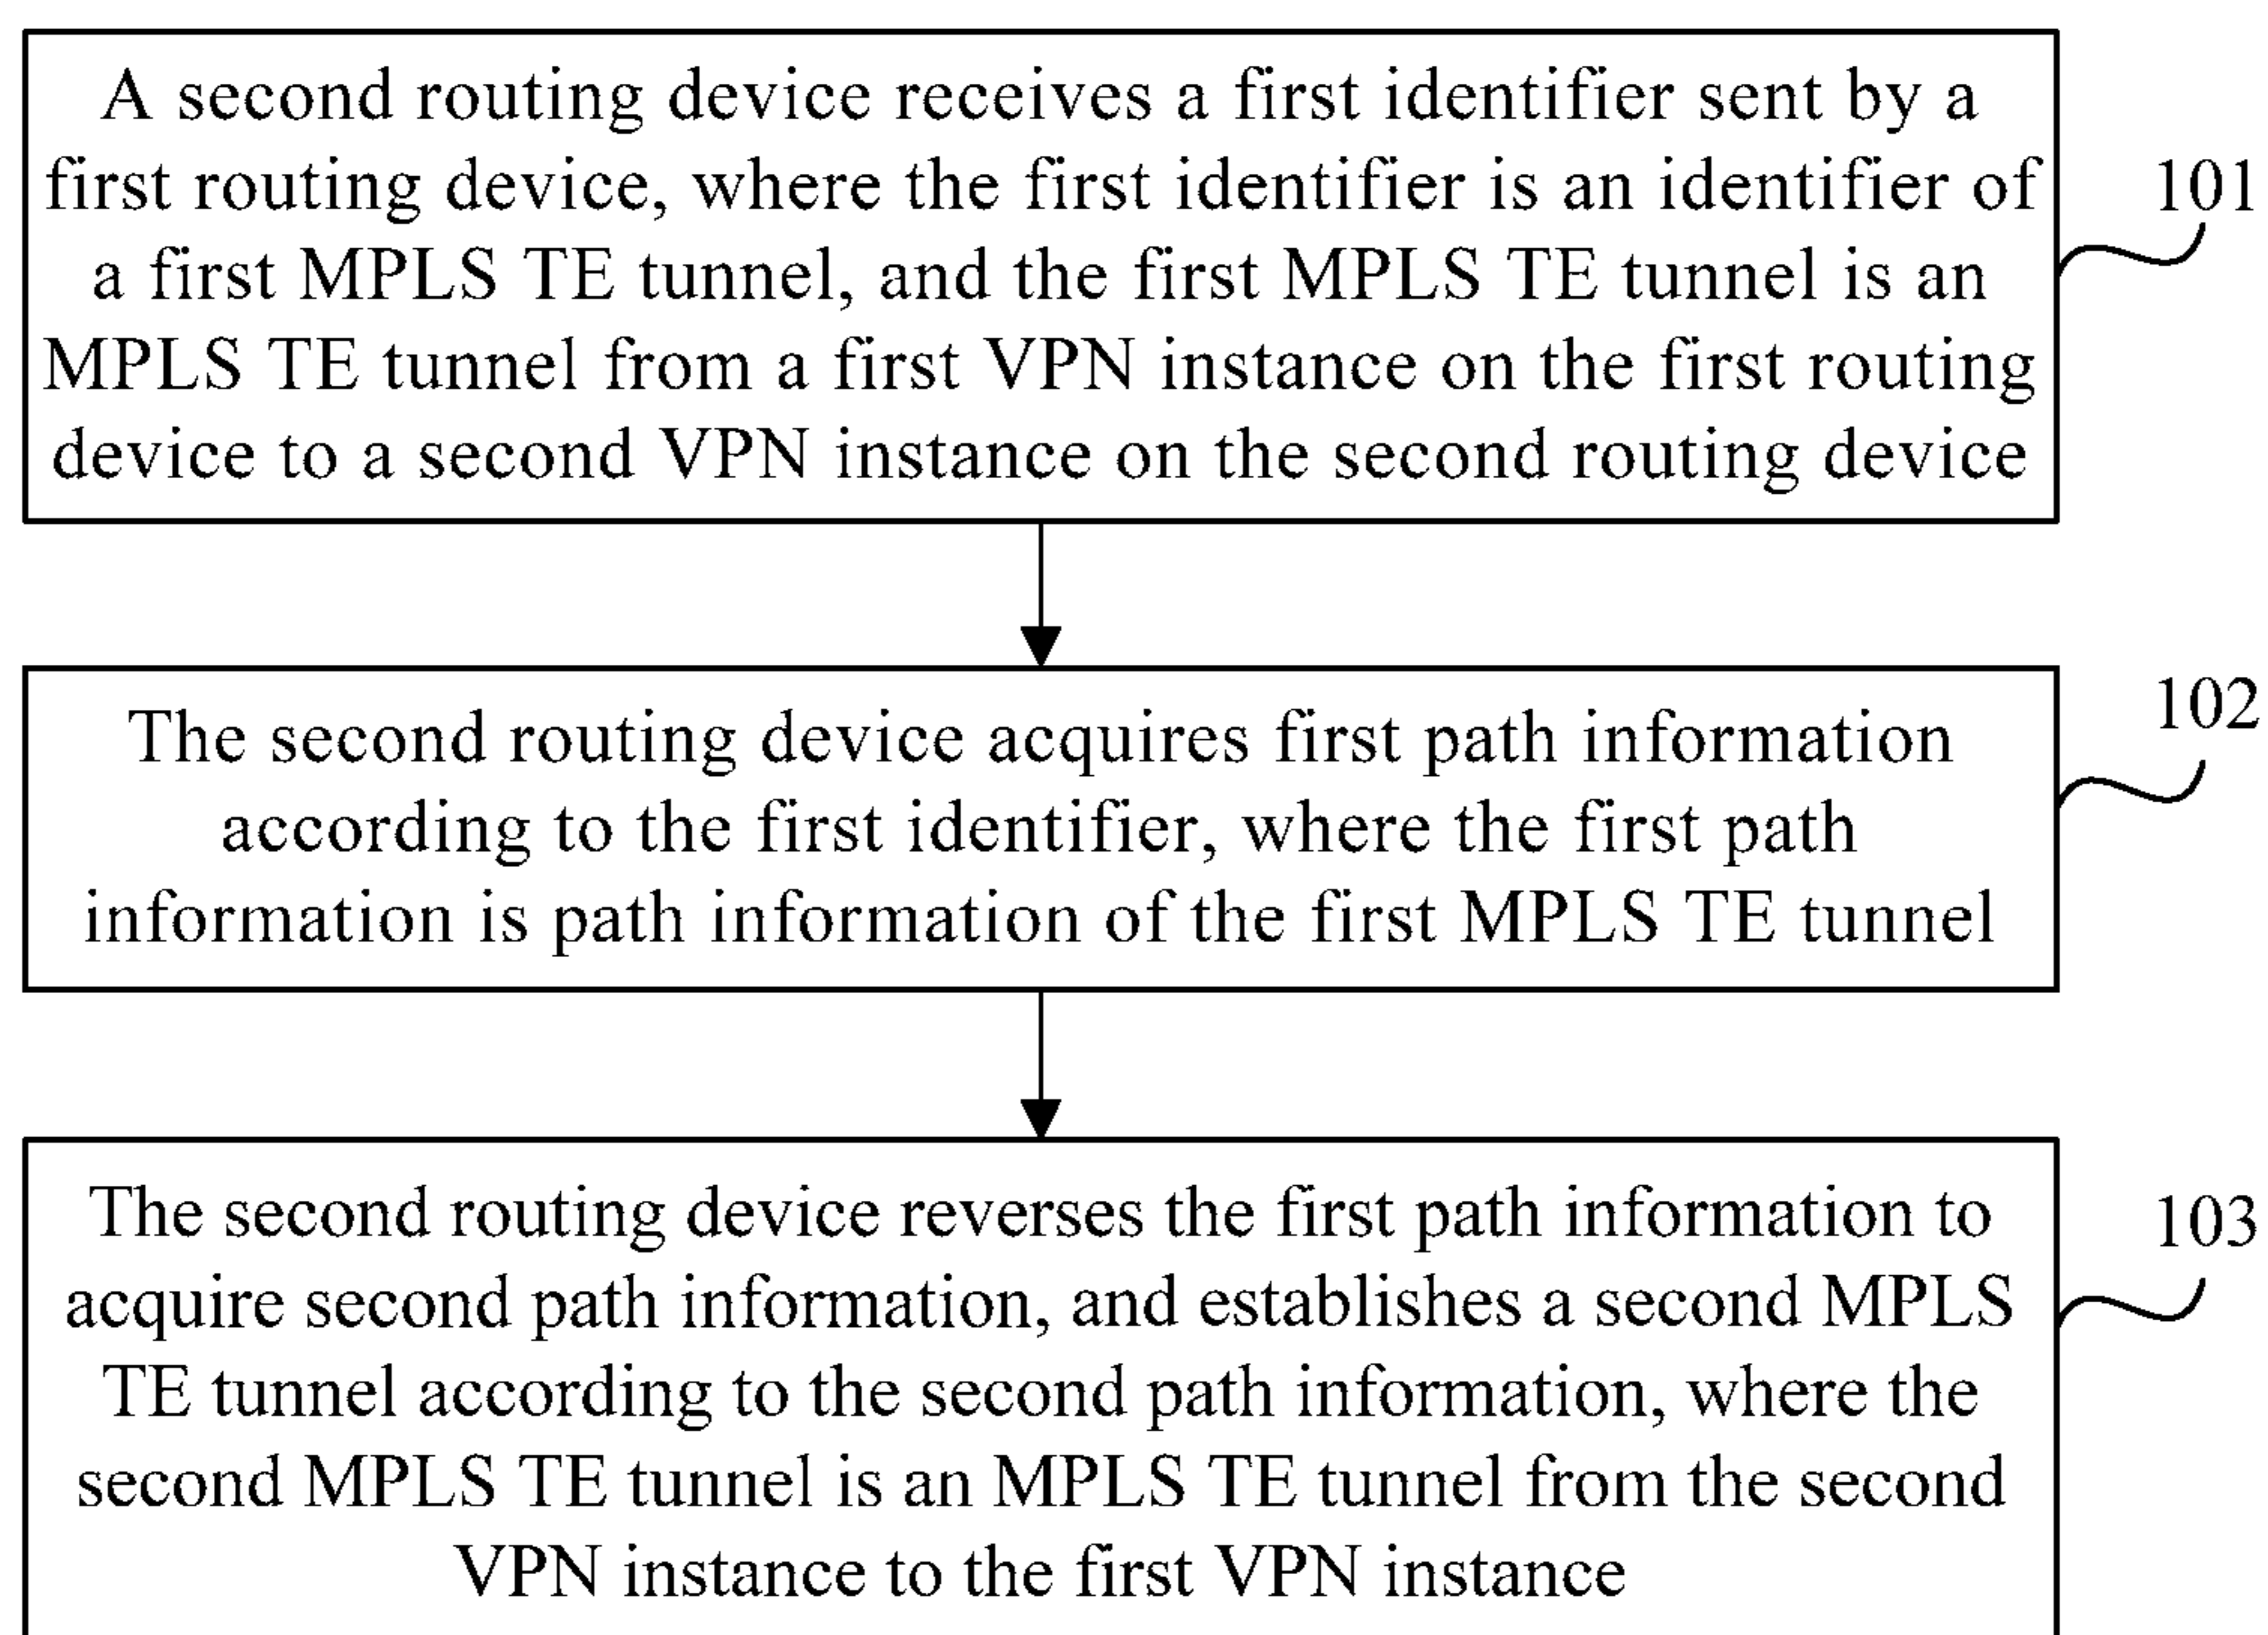 A second routing device receives a first identifier sent by a
first routing device, where the first identifier is an identifier of
a first MPLS TE tunnel, and the first MPLS TE tunnel is an
MPLS TE tunnel from a first VPN instance on the first routing
device to a second VPN instance on the second routing device
101
The second routing device acquires first path information
according to the first identifier, where the first path
information is path information of the first MPLS TE tunnel
102
The second routing device reverses the first path information to
acquire second path information, and establishes a second MPLS
TE tunnel according to the second path information, where the
second MPLS TE tunnel is an MPLS TE tunnel from the second
VPN instance to the first VPN instance
103